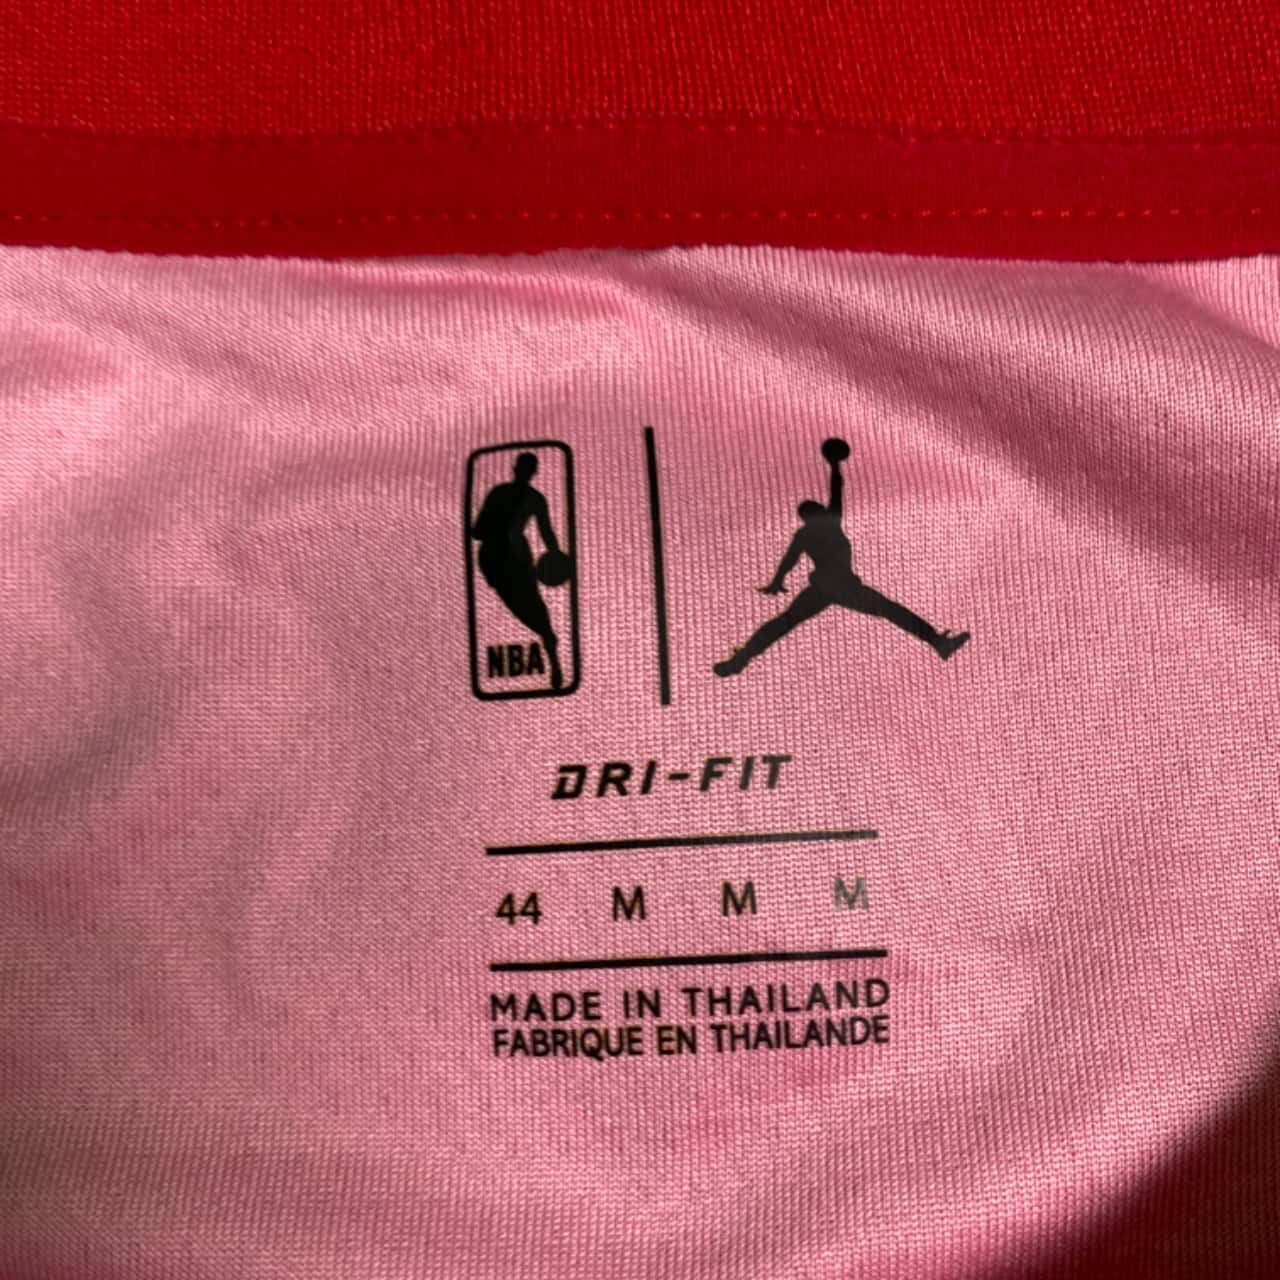 NBA
DRI-FIT
44 M M M
MADE IN THAILAND
FABRIQUE EN THAILANDE